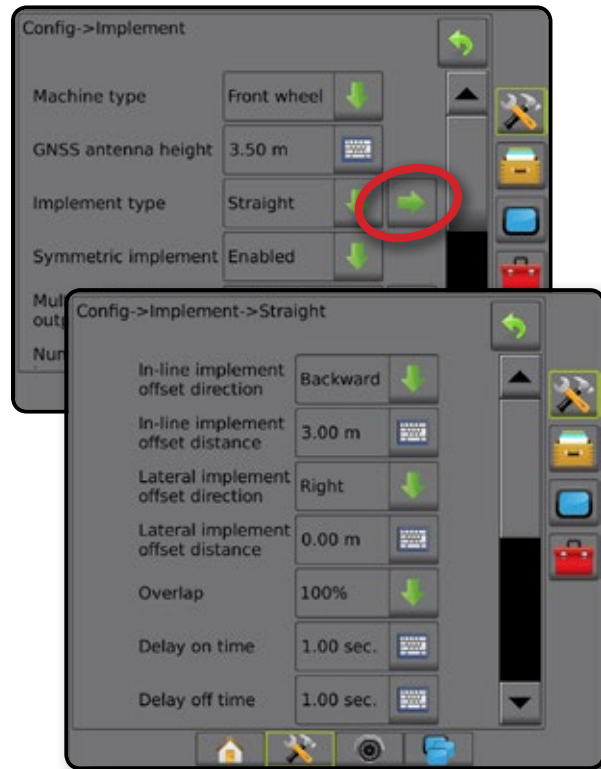 Config->Implement
Machine type Front wheel
GNSS antenna height 3.50 m
Implement type Straight
Symmetric implement Enabled
Mul
outp
Num
Config->Implement->Straight
In-line implement
offset direction Backward
In-line implement
offset distance 3.00 m
Lateral implement
offset direction Right
Lateral implement
offset distance 0.00 m
Overlap 100%
Delay on time 1.00 sec.
Delay off time 1.00 sec.